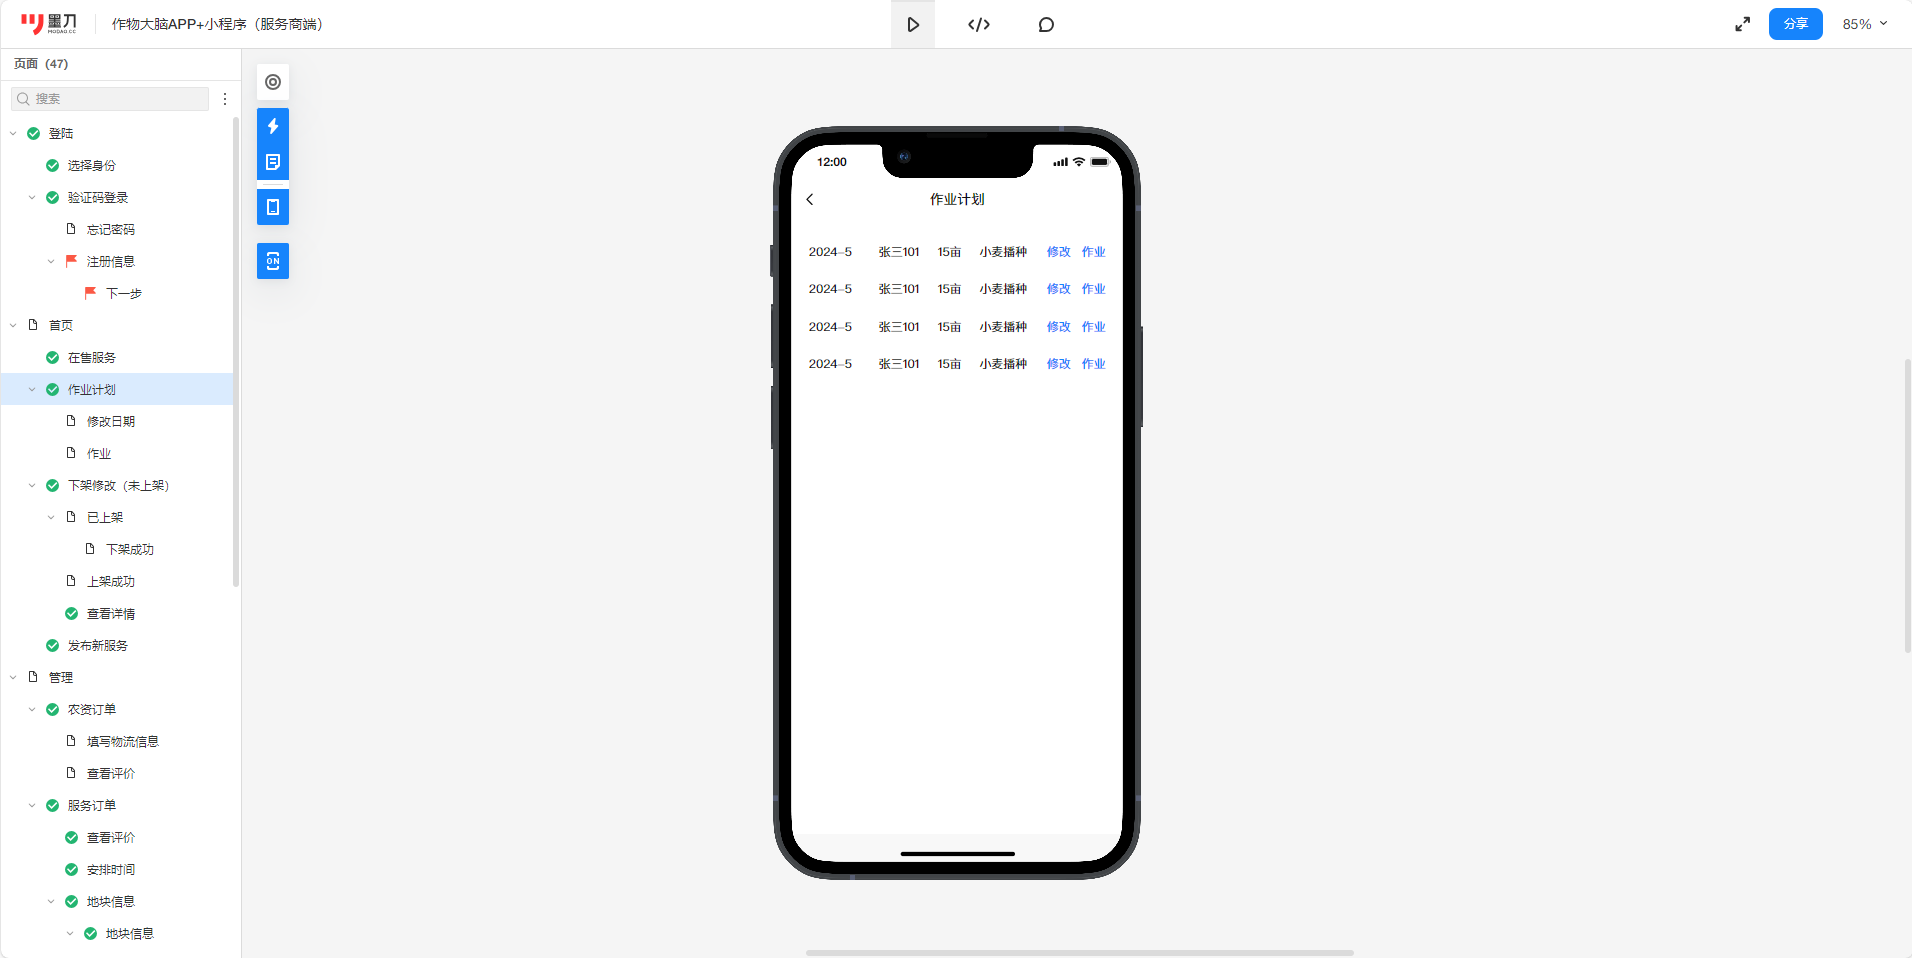 墨刀
MODAO.CC
作物大脑APP+小程序（服务商端）
分享
85%
页面（47）
搜索
登陆
选择身份
验证码登录
忘记密码
注册信息
下一步
首页
在售服务
作业计划
修改日期
作业
下架修改（未上架）
已上架
下架成功
上架成功
查看详情
发布新服务
管理
农资订单
填写物流信息
查看评价
服务订单
查看评价
安排时间
地块信息
地块信息
ON
12:00
作业计划
2024-5 张三101 15亩 小麦播种 修改 作业
2024-5 张三101 15亩 小麦播种 修改 作业
2024-5 张三101 15亩 小麦播种 修改 作业
2024-5 张三101 15亩 小麦播种 修改 作业